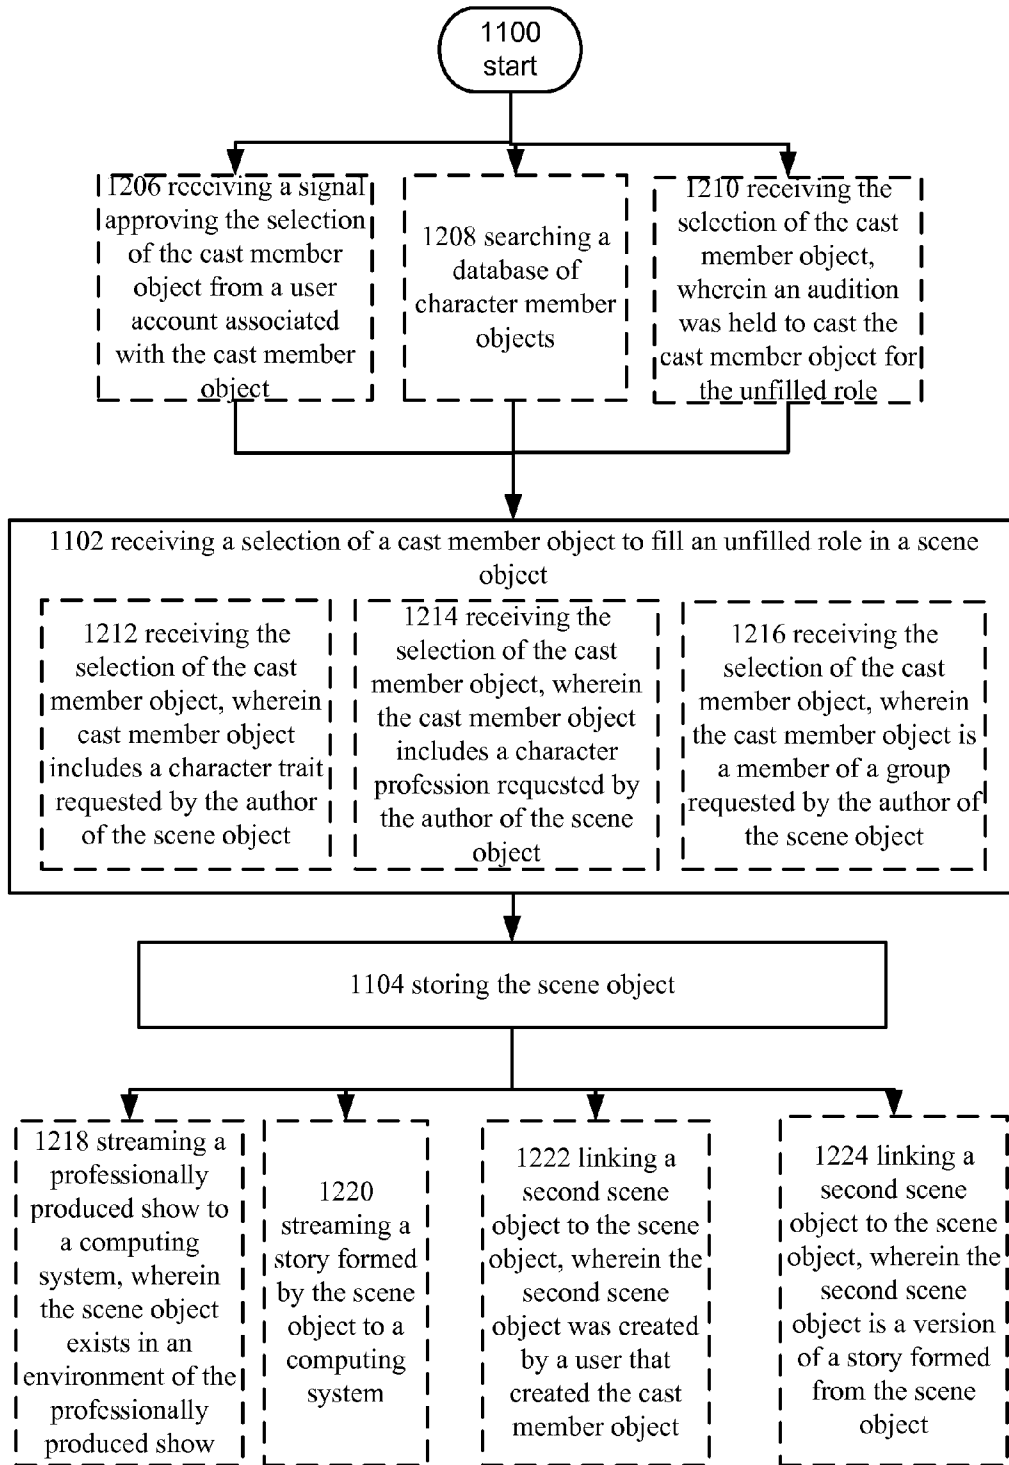 1100
start
1206 receiving a signal
approving the selection
of the cast member
object from a user
account associated
with the cast member
object
1208 searching a
database of
character member
objects
1210 receiving the
selection of the cast
member object,
wherein an audition
was held to cast the
cast member object for
the unfilled role
1102 receiving a selection of a cast member object to fill an unfilled role in a scene
object
1212 receiving the
selection of the cast
member object, wherein
cast member object
includes a character trait
requested by the author
of the scene object
1214 receiving the
selection of the cast
member object, wherein
the cast member object
includes a character
profession requested by
the author of the scene
object
1216 receiving the
selection of the cast
member object, wherein
the cast member object is
a member of a group
requested by the author of
the scene object
1104 storing the scene object
1218 streaming a
professionally
produced show to
a computing
system, wherein
the scene object
exists in an
environment of the
professionally
produced show
1220
streaming a
story formed
by the scene
object to a
computing
system
1222 linking a
second scene
object to the scene
object, wherein the
second scene
object was created
by a user that
created the cast
member object
1224 linking a
second scene
object to the scene
object, wherein the
second scene
object is a version
of a story formed
from the scene
object